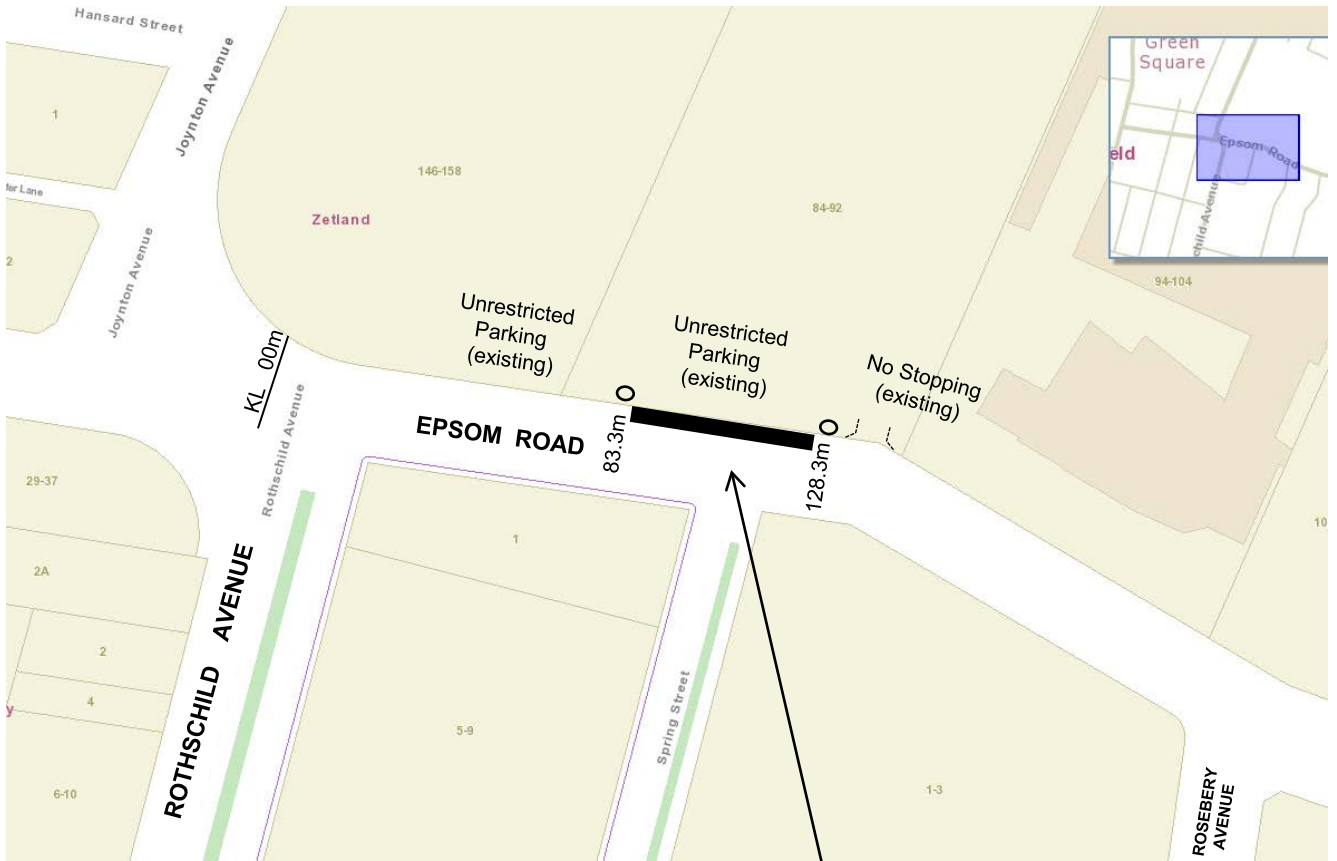 Hansard Street
Joynton Avenue
Green
Square
Epsom Road
eld
child Avenue
1
146-158
84-92
ter Lane
Zetland
Joynton Avenue
2
94-104
Unrestricted
Parking
(existing)
Unrestricted
Parking
(existing)
No Stopping
(existing)
KL 00m
Rothschild Avenue
EPSOM ROAD
83.3m
128.3m
29-37
10
1
2A
2
4
y
ROTHSCHILD AVENUE
5-9
Spring Street
6-10
1-3
ROSEBERY
AVENUE